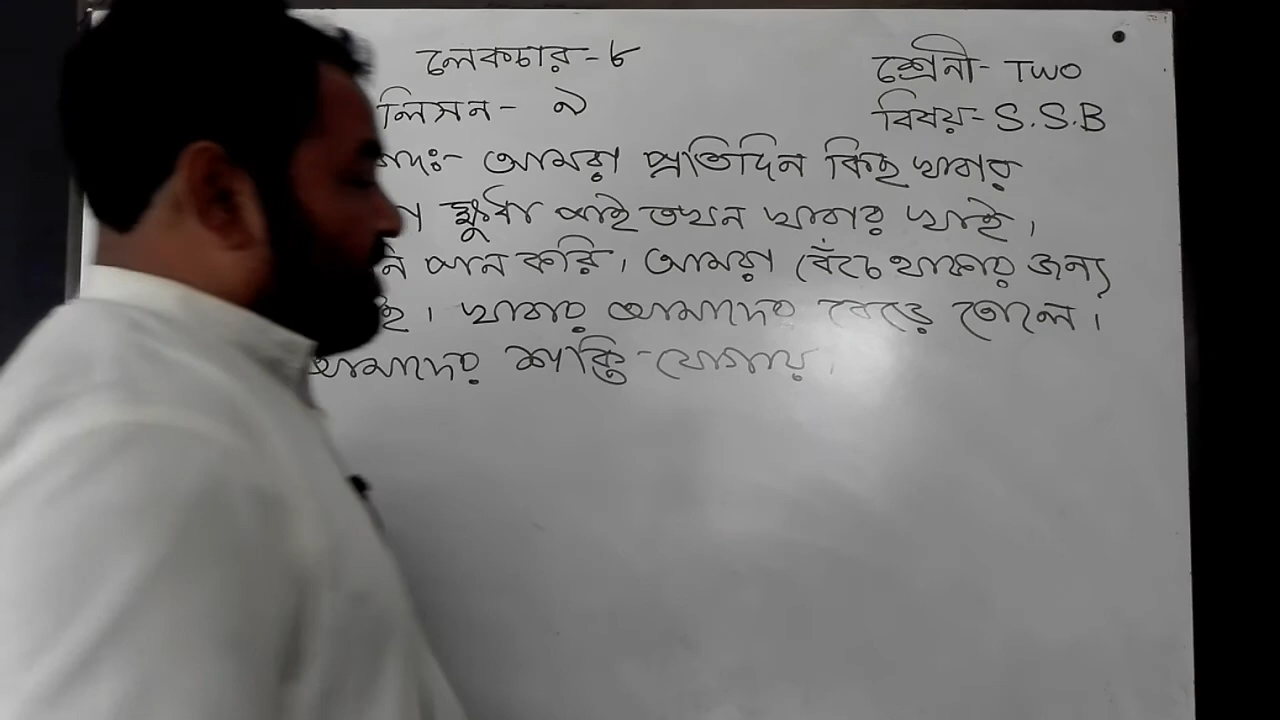 লেকচার-৮
শ্রেনী- TWO
লিসন- ৯
বিষয়- S.S.B
আমরা প্রতিদিন কিছু খাবার
ক্ষুর্ধা পাই তখন খাবার খাই।
পান করি। আমরা বেঁচে থাকার জন্য
খাবার আমাদের বেড়ে তোলে।
আমাদের শক্তি-যোগায়।